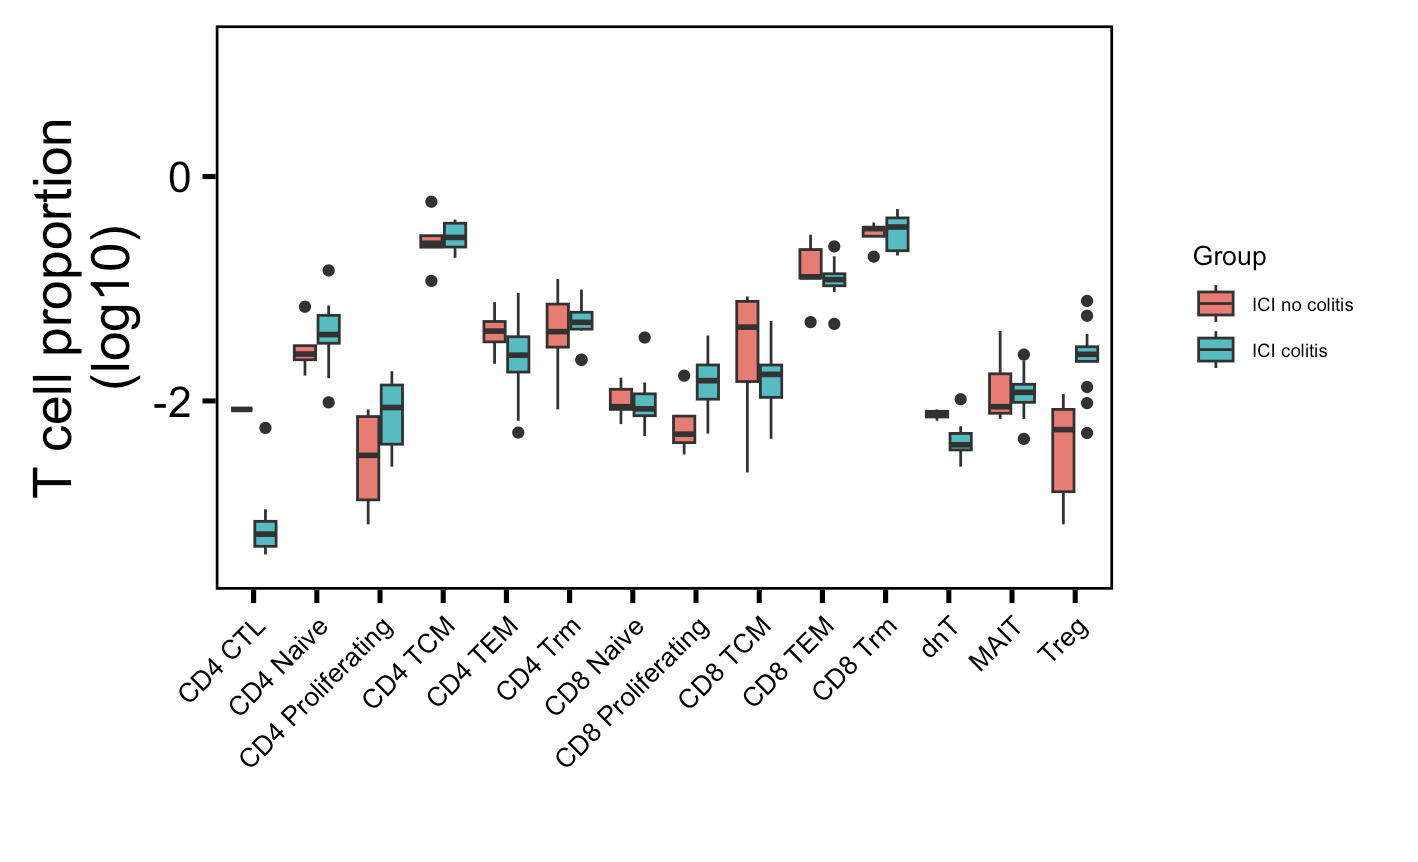 T cell proportion
(log10)
0
-2
CD4 CTL
CD4 Naive
CD4 Proliferating
CD4 TCM
CD4 TEM
CD4 Trm
CD8 Naive
CD8 Proliferating
CD8 TCM
CD8 TEM
CD8 Trm
dnT
MAIT
Treg
Group
ICI no colitis
ICI colitis